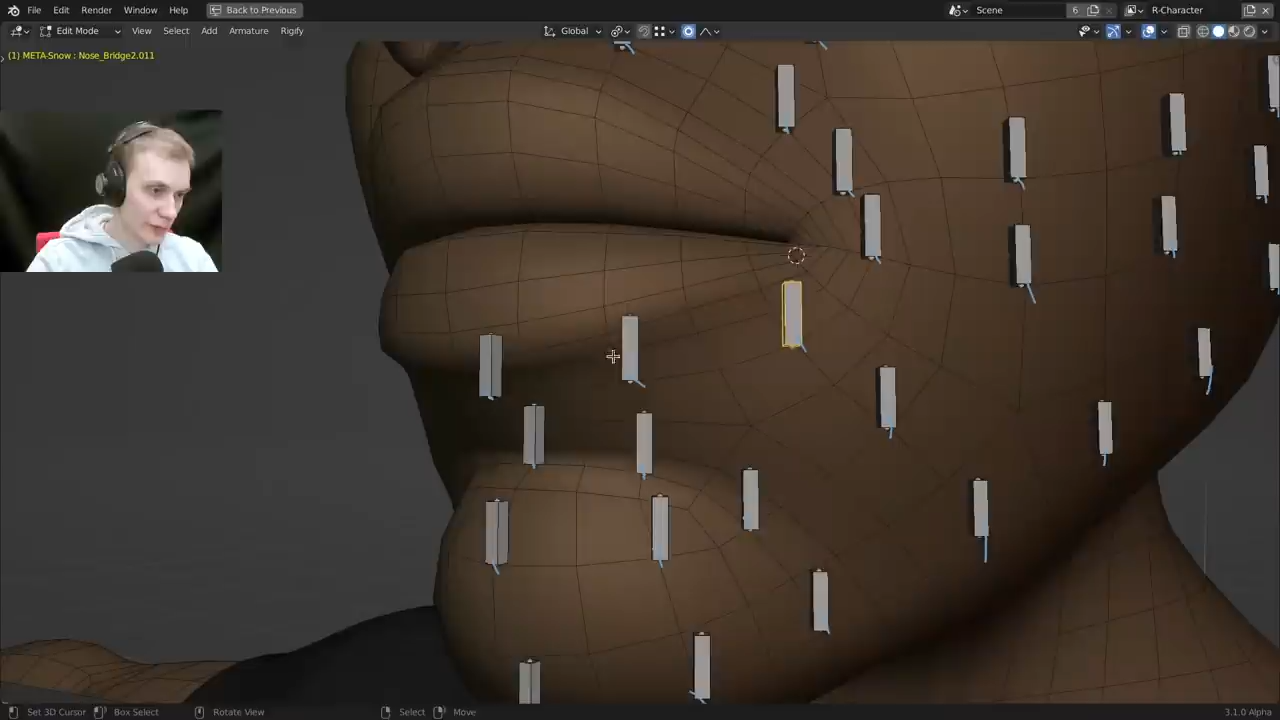 File Edit Render Window Help Back to Previous Scene 6 R-Character
Edit Mode View Select Add Armature Rigify Global
(1) META-Snow : Nose_Bridge2.011
Set 3D Cursor Box Select Rotate View Select Move 3.1.0 Alpha